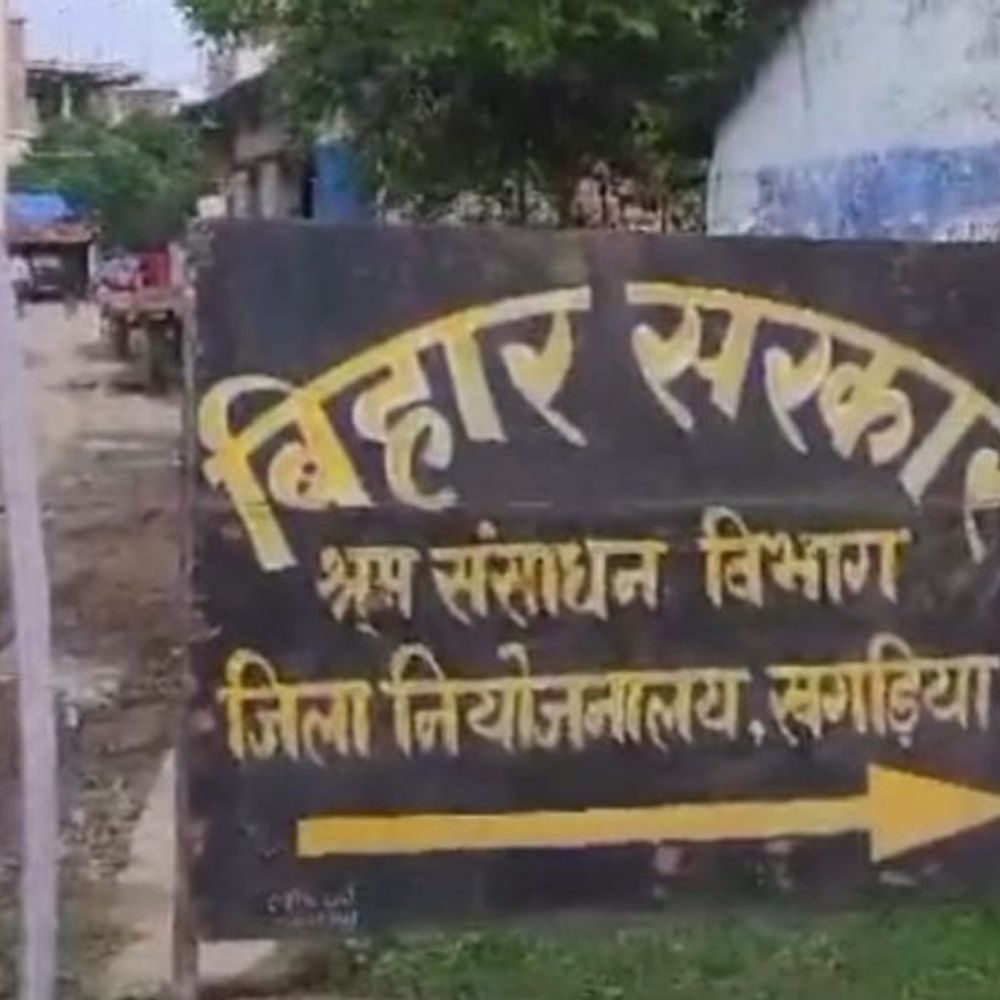 बिहार सरकार
श्रम संसाधन विभाग
जिला नियोजनालय, खगड़िया